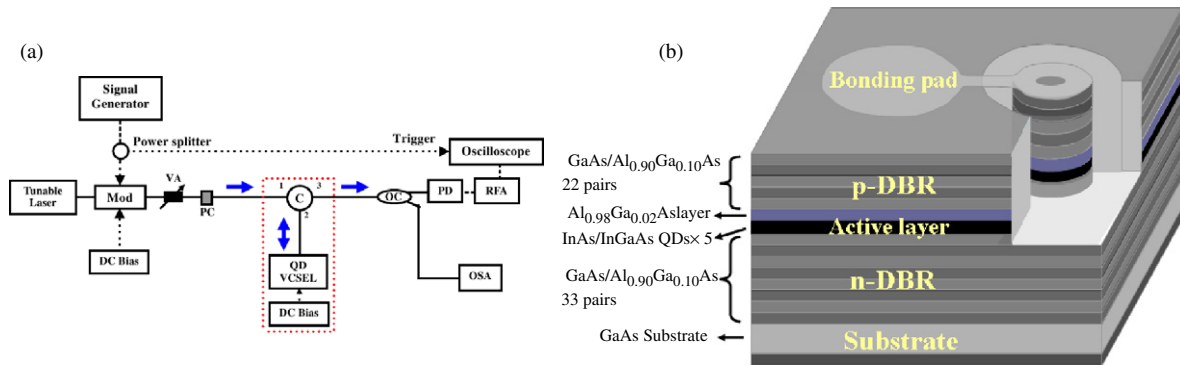 (a)
Signal
Generator
Power splitter
Trigger
Oscilloscope
Tunable
Laser
Mod
VA
PC
1
3
C
2
OC
PD
RFA
DC Bias
QD
VCSEL
OSA
DC Bias
(b)
Bonding pad
GaAs/Al0.90Ga0.10As
22 pairs
p-DBR
Al0.98Ga0.02Aslayer
Active layer
InAs/InGaAs QDs× 5
GaAs/Al0.90Ga0.10As
33 pairs
n-DBR
GaAs Substrate
Substrate